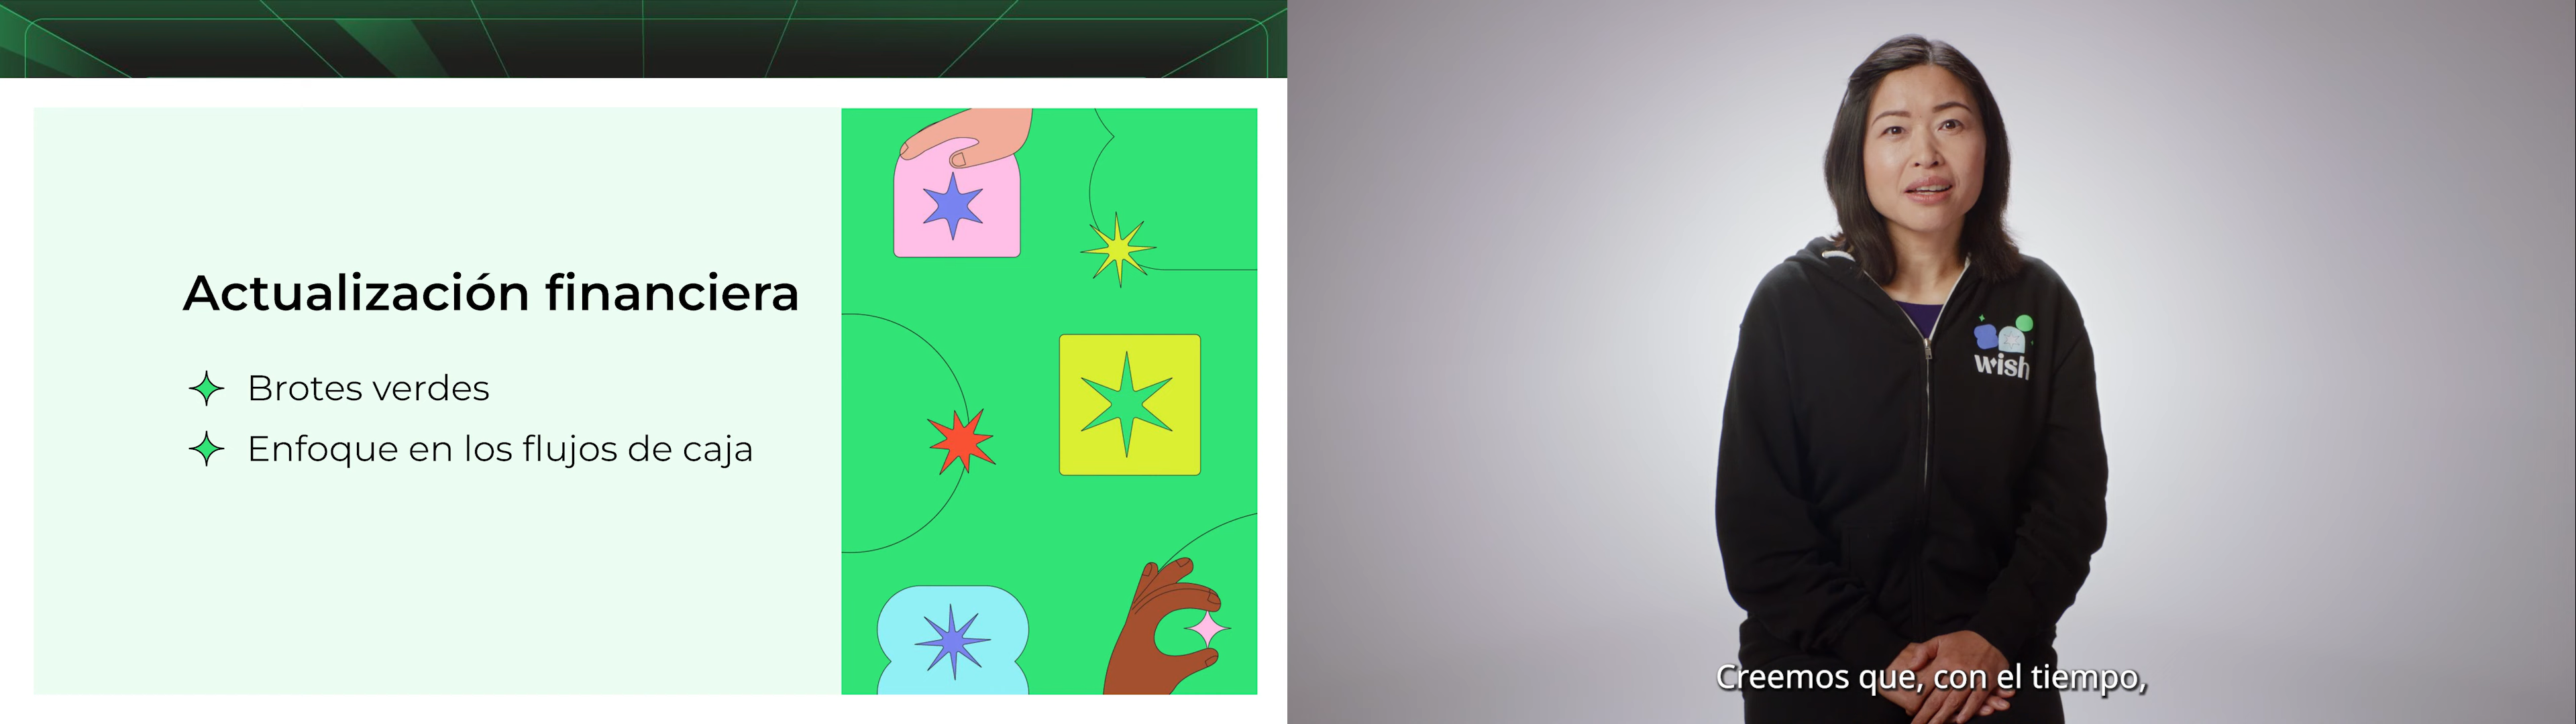 Actualización financiera
Brotes verdes
Enfoque en los flujos de caja
wish
Creemos que, con el tiempo,